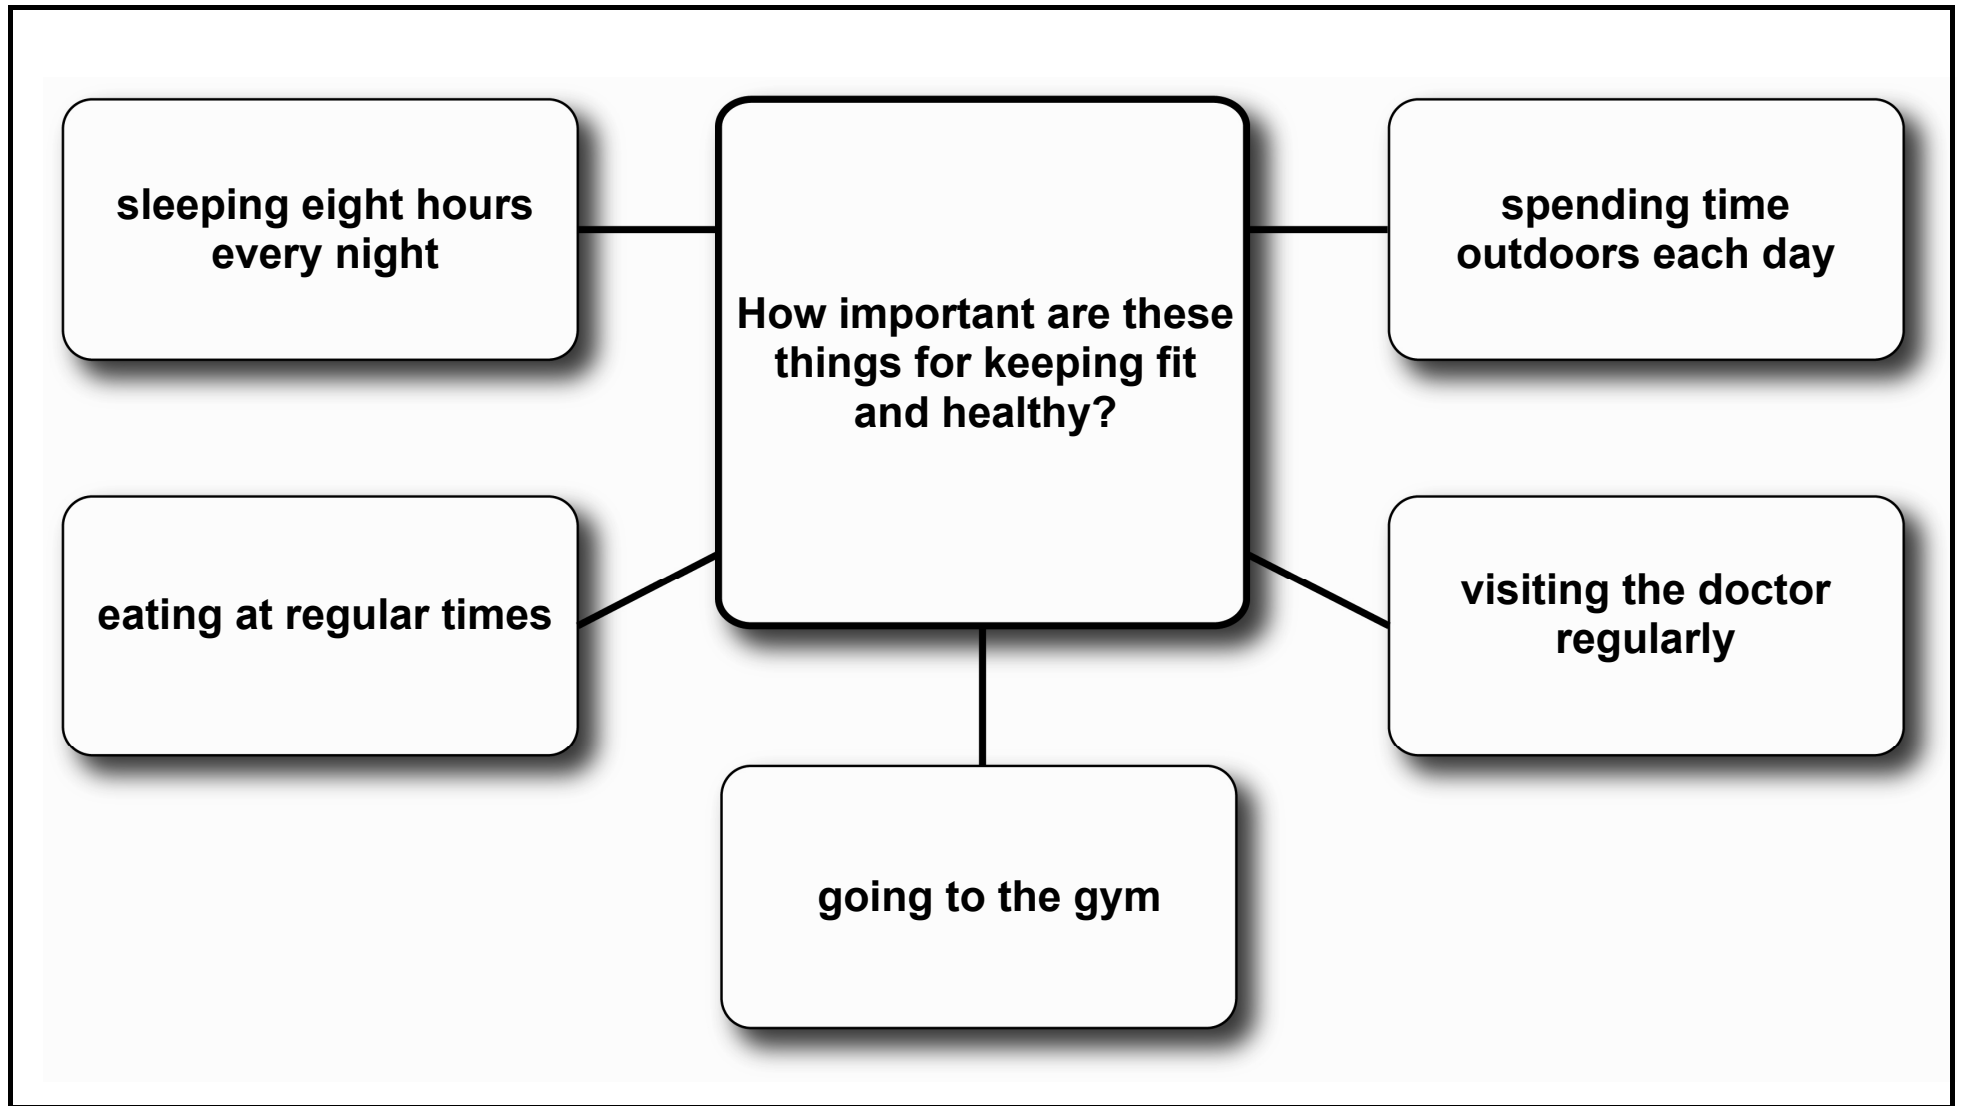 sleeping eight hours
every night
How important are these
things for keeping fit
and healthy?
spending time
outdoors each day
eating at regular times
visiting the doctor
regularly
going to the gym